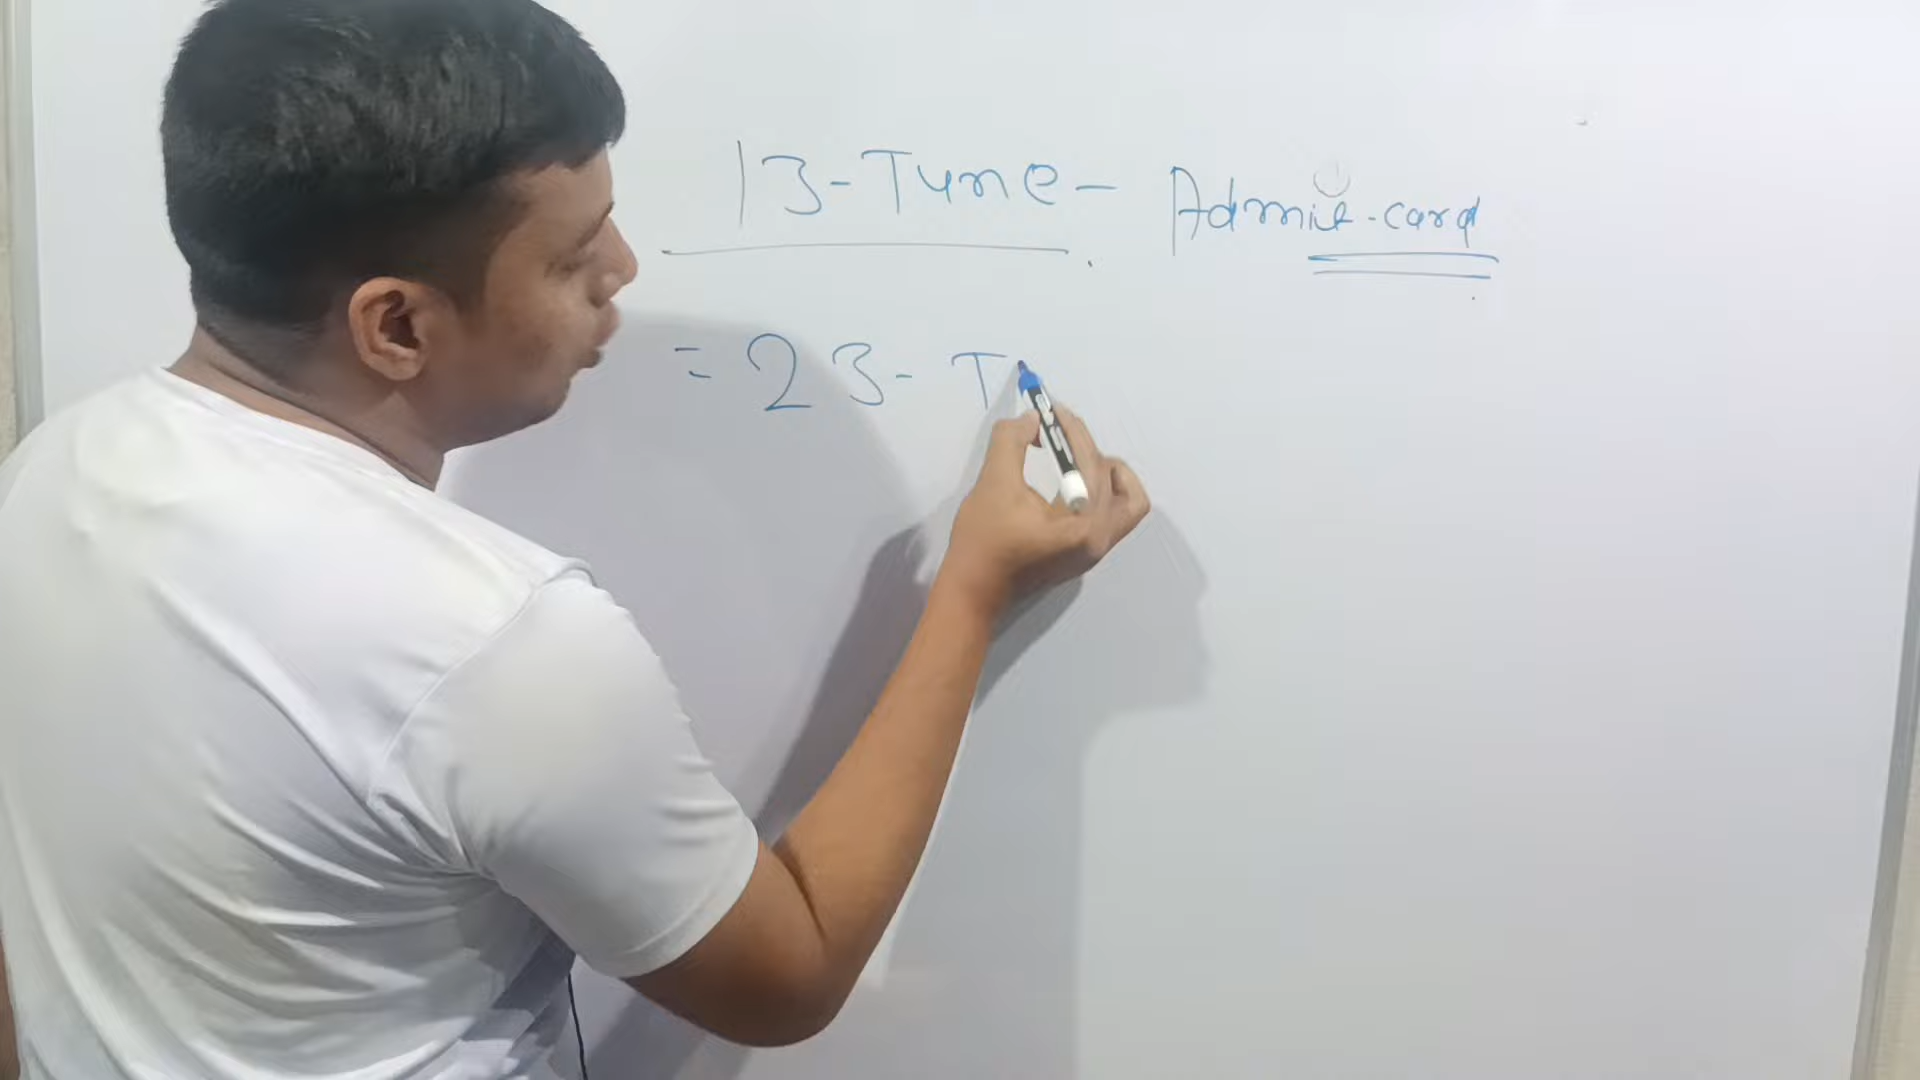 13-June- Admit-card
= 23- J